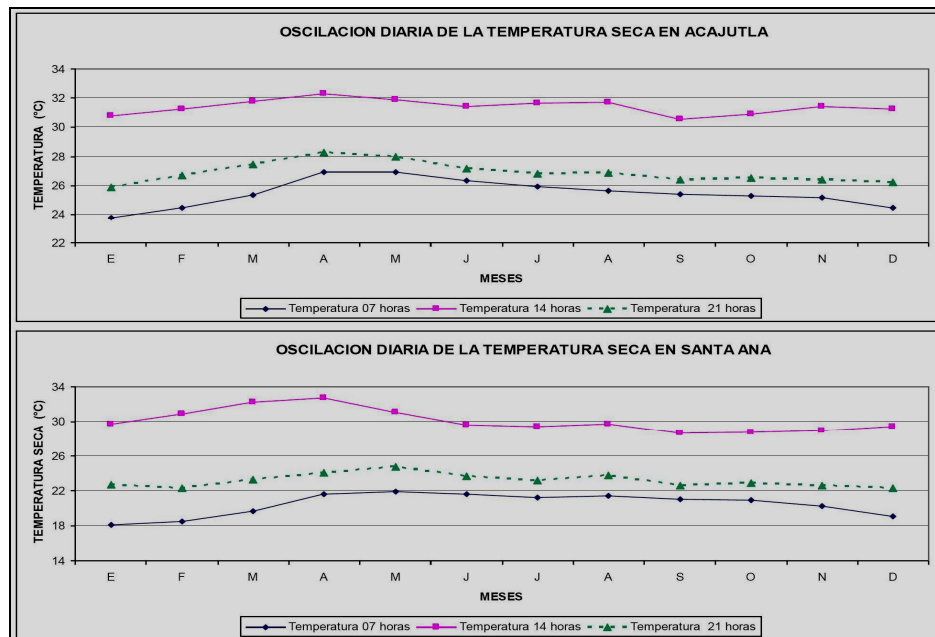 OSCILACION DIARIA DE LA TEMPERATURA SECA EN ACAJUTLA
TEMPERATURA (°C)
34
32
30
28
26
24
22
E F M A M J J A S O N D
MESES
Temperatura 07 horas Temperatura 14 horas Temperatura 21 horas
OSCILACION DIARIA DE LA TEMPERATURA SECA EN SANTA ANA
TEMPERATURA SECA (°C)
34
30
26
22
18
14
E F M A M J J A S O N D
MESES
Temperatura 07 horas Temperatura 14 horas Temperatura 21 horas